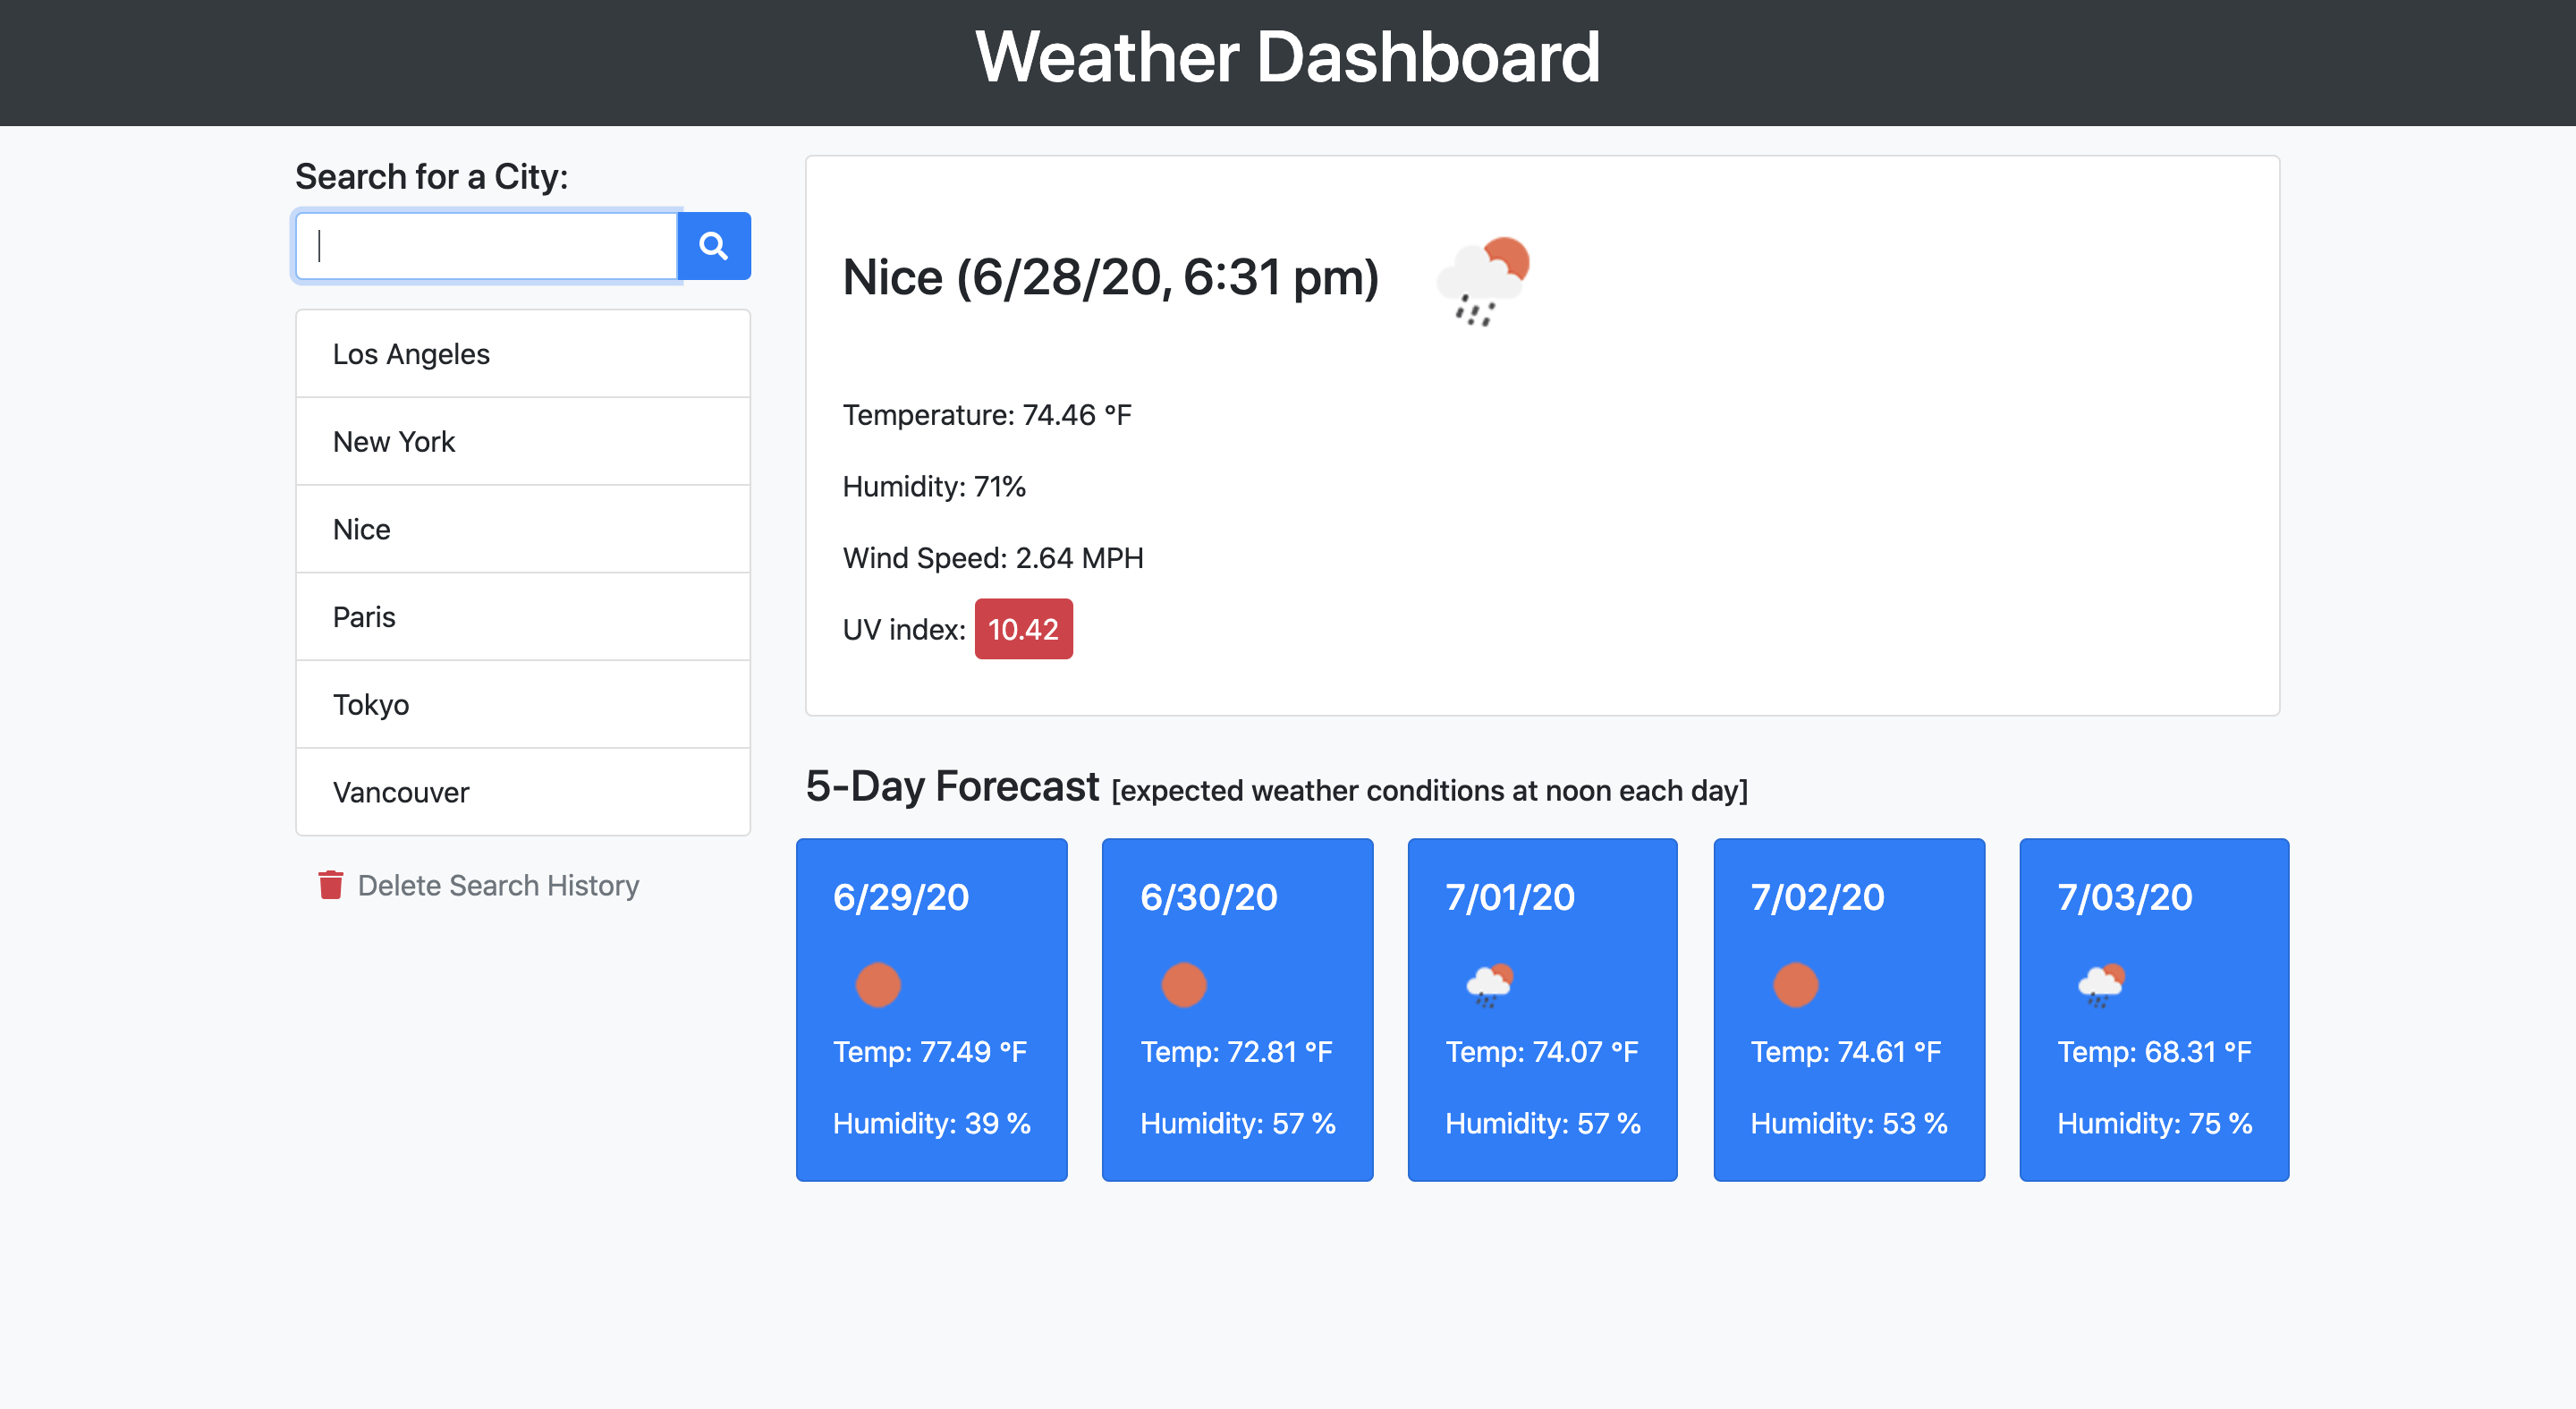 Weather Dashboard
Search for a City:
Los Angeles
New York
Nice
Paris
Tokyo
Vancouver
Delete Search History
Nice (6/28/20, 6:31 pm)
Temperature: 74.46 °F
Humidity: 71%
Wind Speed: 2.64 MPH
UV index: 10.42
5-Day Forecast [expected weather conditions at noon each day]
6/29/20
Temp: 77.49 °F
Humidity: 39 %
6/30/20
Temp: 72.81 °F
Humidity: 57 %
7/01/20
Temp: 74.07 °F
Humidity: 57 %
7/02/20
Temp: 74.61 °F
Humidity: 53 %
7/03/20
Temp: 68.31 °F
Humidity: 75 %